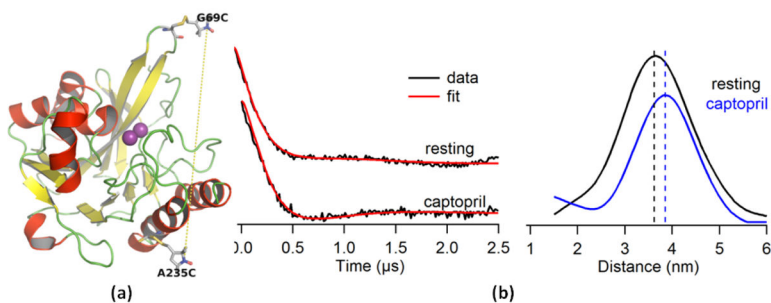 G69C
A235C
(a)
data
fit
resting
captopril
0.0 0.5 1.0 1.5 2.0 2.5
Time (µs)
resting
captopril
1 2 3 4 5 6
Distance (nm)
(b)